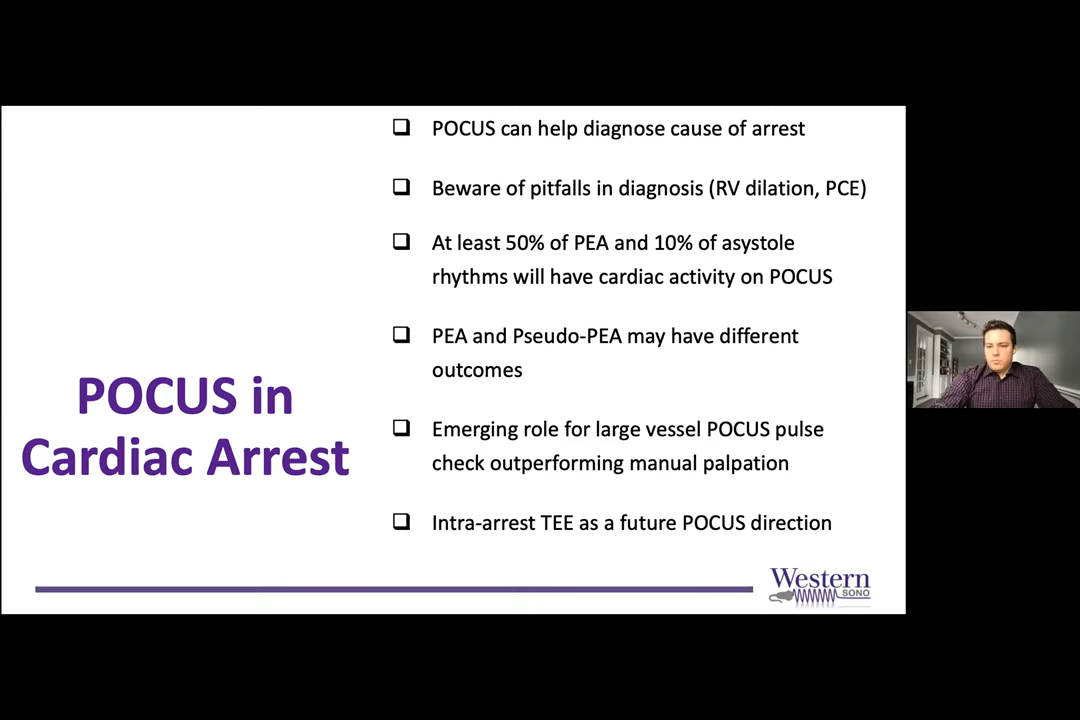 POCUS in
Cardiac Arrest
POCUS can help diagnose cause of arrest
Beware of pitfalls in diagnosis (RV dilation, PCE)
At least 50% of PEA and 10% of asystole
rhythms will have cardiac activity on POCUS
PEA and Pseudo-PEA may have different
outcomes
Emerging role for large vessel POCUS pulse
check outperforming manual palpation
Intra-arrest TEE as a future POCUS direction
Western
SONO